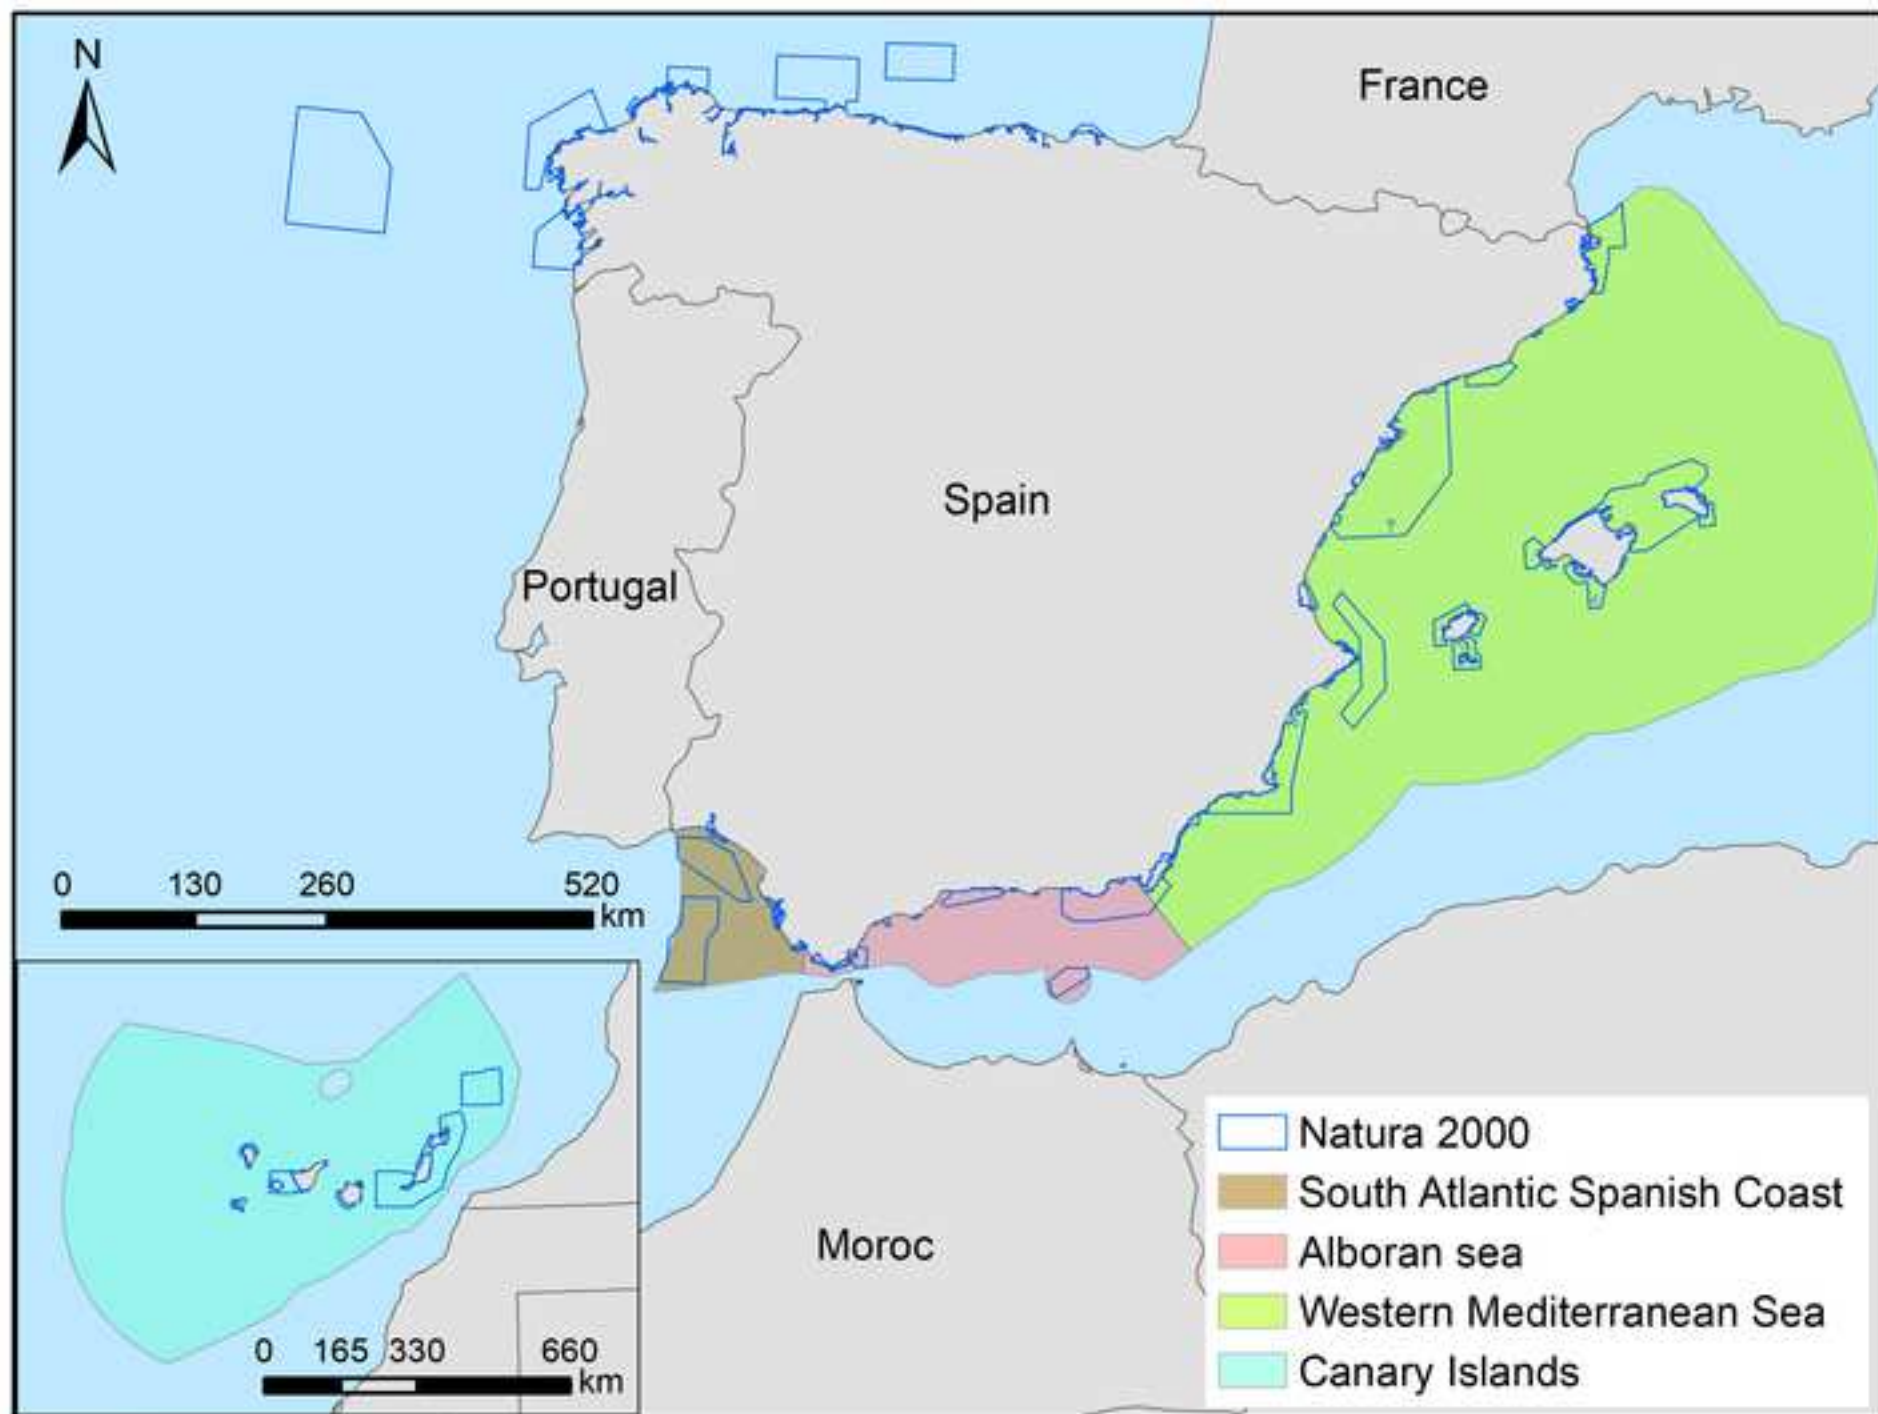 N
France
Spain
Portugal
0 130 260 520
km
0 165 330 660
km
Moroc
Natura 2000
South Atlantic Spanish Coast
Alboran sea
Western Mediterranean Sea
Canary Islands